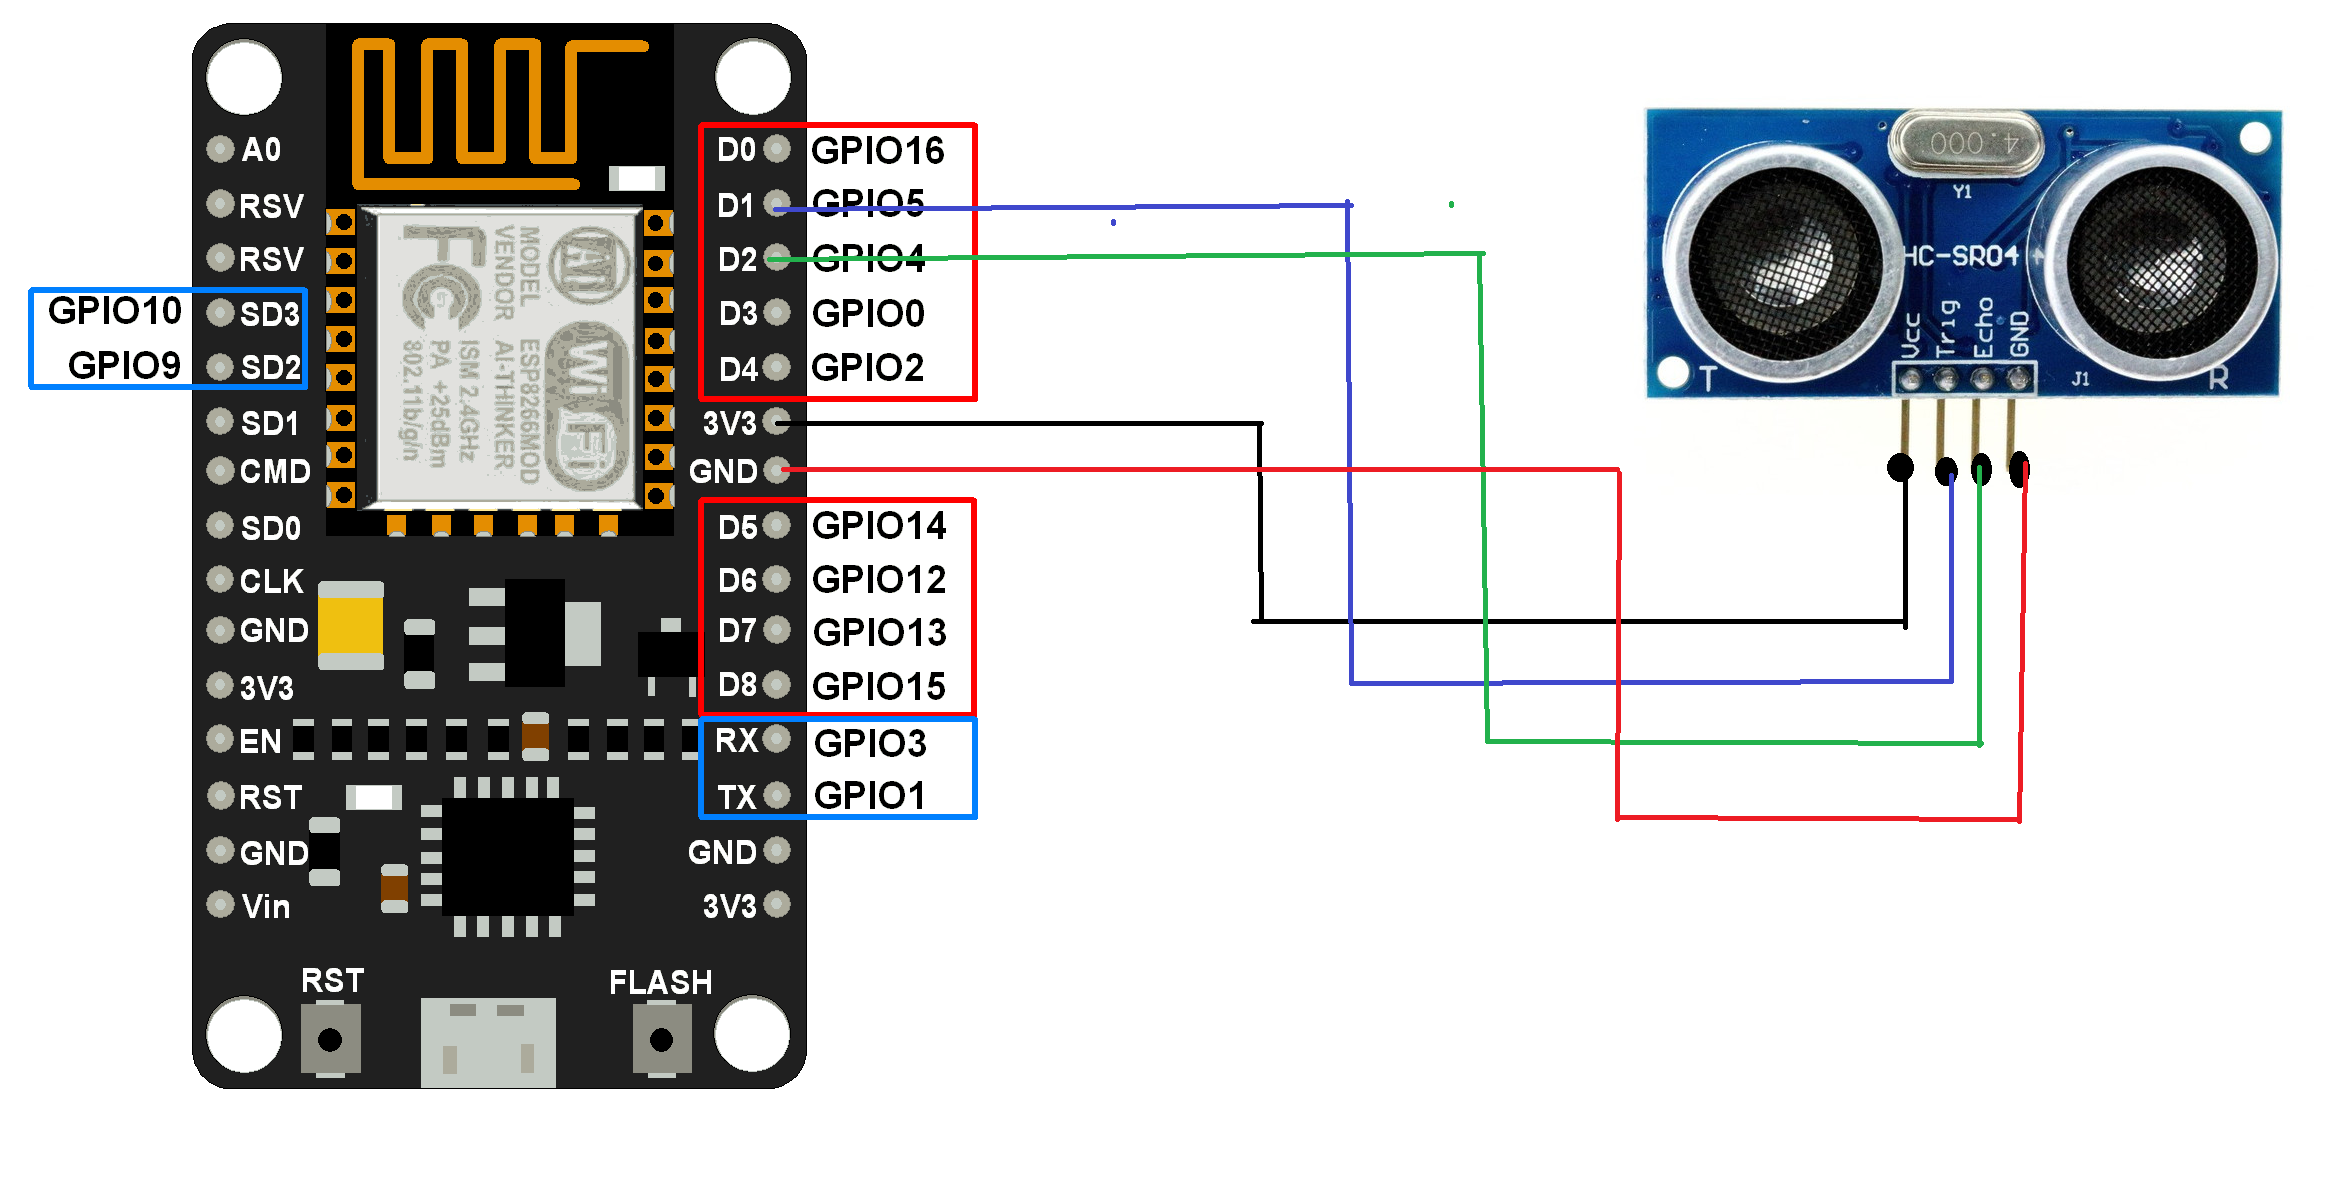 A0
RSV
RSV
GPIO10 SD3
GPIO9 SD2
SD1
CMD
SD0
CLK
GND
3V3
EN
RST
GND
Vin
MODEL ESP8266MOD
VENDOR AI-THINKER
ISM 2.4GHz
PA +25dBm
802.11b/g/n
FC
Wi Fi
D0 GPIO16
D1 GPIO5
D2 GPIO4
D3 GPIO0
D4 GPIO2
3V3
GND
D5 GPIO14
D6 GPIO12
D7 GPIO13
D8 GPIO15
RX GPIO3
TX GPIO1
GND
3V3
RST
FLASH
4.000
Y1
HC-SR04
Vcc
Trig
Echo
GND
T
J1
R